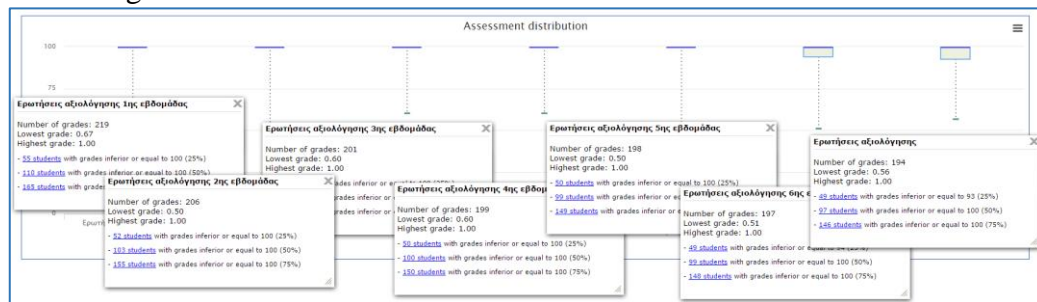 Assessment distribution
100
75
0
Ερωτήσεις αξιολόγησης 1ης εβδομάδας
Number of grades: 219
Lowest grade: 0.67
Highest grade: 1.00
- 55 students with grades inferior or equal to 100 (25%)
- 110 students with grades inferior or equal to 100 (50%)
- 165 students with grades
Ερωτήσεις αξιολόγησης 2ης εβδομάδας
Number of grades: 206
Lowest grade: 0.50
Highest grade: 1.00
- 52 students with grades inferior or equal to 100 (25%)
- 103 students with grades inferior or equal to 100 (50%)
- 155 students with grades inferior or equal to 100 (75%)
Ερωτήσεις αξιολόγησης 3ης εβδομάδας
Number of grades: 201
Lowest grade: 0.60
Highest grade: 1.00
grades inferior or equal to 100 (25%)
grades inferior or equal
grades inferior or equal
Ερωτήσεις αξιολόγησης 4ης
Number of grades: 199
Lowest grade: 0.60
Highest grade: 1.00
- 50 students with grades inferior or equal to 100 (25%)
- 100 students with grades inferior or equal to 100 (50%)
- 150 students with grades inferior or equal to 100 (75%)
Ερωτήσεις αξιολόγησης 5ης εβδομάδας
Number of grades: 198
Lowest grade: 0.50
Highest grade: 1.00
- 50 students with grades inferior or equal to 100 (25%)
- 99 students with
- 149 students with
Ερωτήσεις αξιολόγησης 6ης
Number of grades: 197
Lowest grade: 0.51
Highest grade: 1.00
- 49 students with grades inferior or equal to
- 99 students with grades inferior or equal to 100 (50%)
- 148 students with grades inferior or equal to 100 (75%)
Ερωτήσεις αξιολόγησης
Number of grades: 194
Lowest grade: 0.56
Highest grade: 1.00
- 49 students with grades inferior or equal to 93 (25%)
- 97 students with grades inferior or equal to 100 (50%)
- 146 students with grades inferior or equal to 100 (75%)